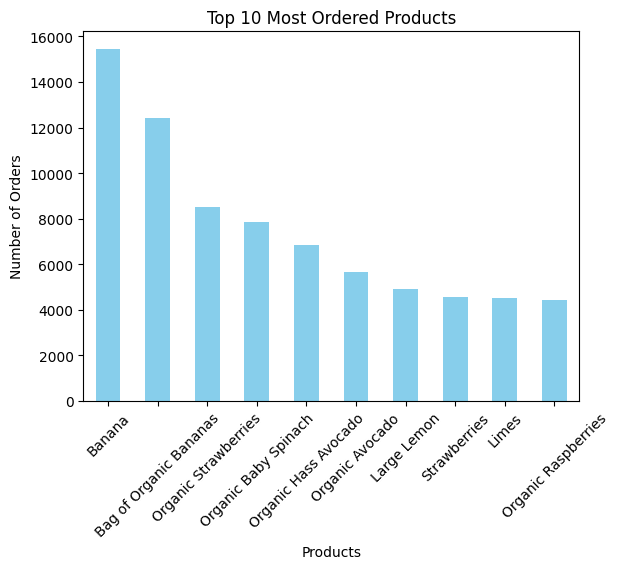 Top 10 Most Ordered Products
Number of Orders
16000
14000
12000
10000
8000
6000
4000
2000
0
Banana
Bag of Organic Bananas
Organic Strawberries
Organic Baby Spinach
Organic Hass Avocado
Organic Avocado
Large Lemon
Strawberries
Limes
Organic Raspberries
Products